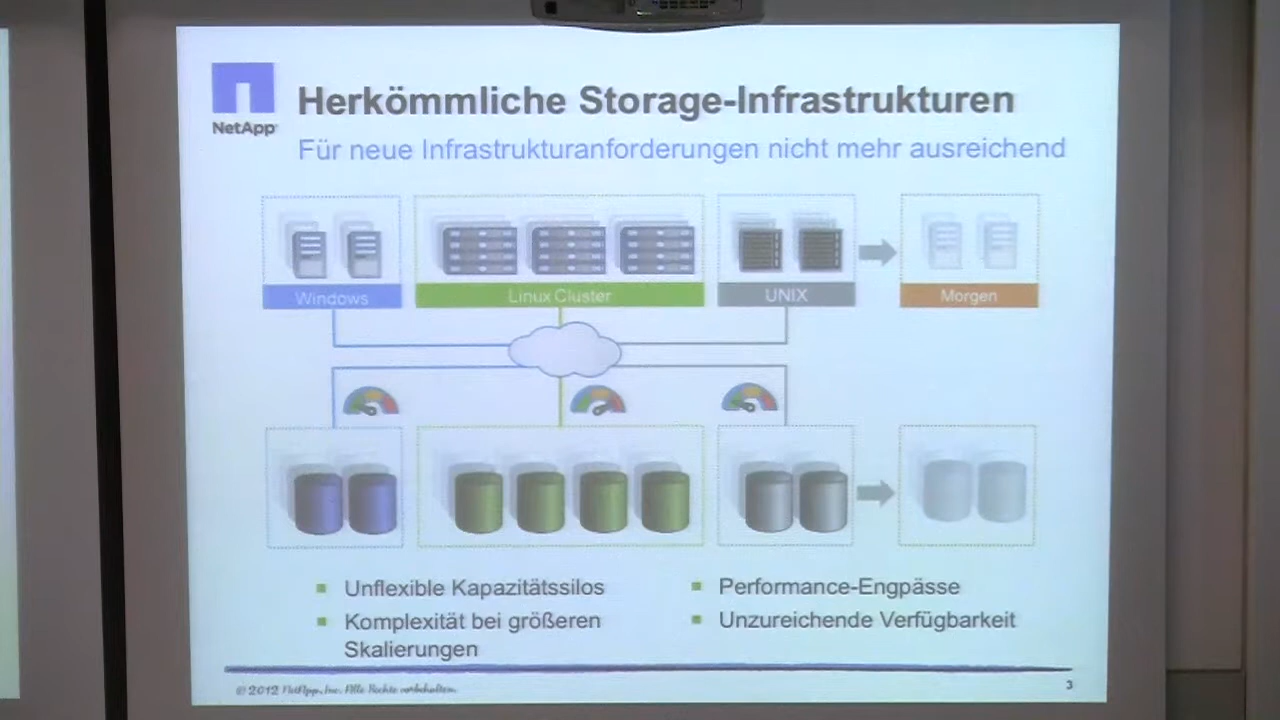 NetApp
Herkömmliche Storage-Infrastrukturen
Für neue Infrastrukturanforderungen nicht mehr ausreichend
Windows
Linux Cluster
UNIX
Morgen
Unflexible Kapazitätssilos
Komplexität bei größeren
Skalierungen
Performance-Engpässe
Unzureichende Verfügbarkeit
© 2012 NetApp, Inc. Alle Rechte vorbehalten.
3